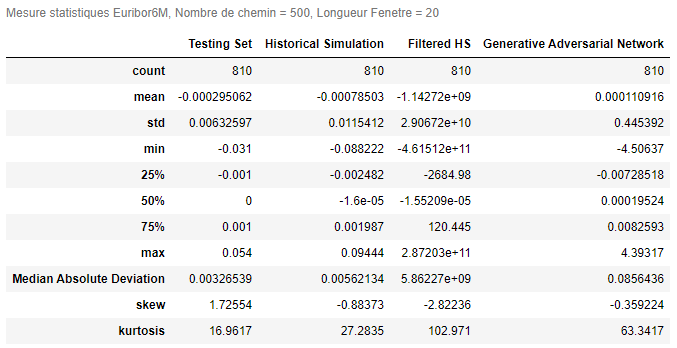 Mesure statistiques Euribor6M, Nombre de chemin = 500, Longueur Fenetre = 20
Testing Set Historical Simulation Filtered HS Generative Adversarial Network
count 810 810 810 810
mean -0.000295062 -0.00078503 -1.14272e+09 0.000110916
std 0.00632597 0.0115412 2.90672e+10 0.445392
min -0.031 -0.088222 -4.61512e+11 -4.50637
25% -0.001 -0.002482 -2684.98 -0.00728518
50% 0 -1.6e-05 -1.55209e-05 0.00019524
75% 0.001 0.001987 120.445 0.0082593
max 0.054 0.09444 2.87203e+11 4.39317
Median Absolute Deviation 0.00326539 0.00562134 5.86227e+09 0.0856436
skew 1.72554 -0.88373 -2.82236 -0.359224
kurtosis 16.9617 27.2835 102.971 63.3417